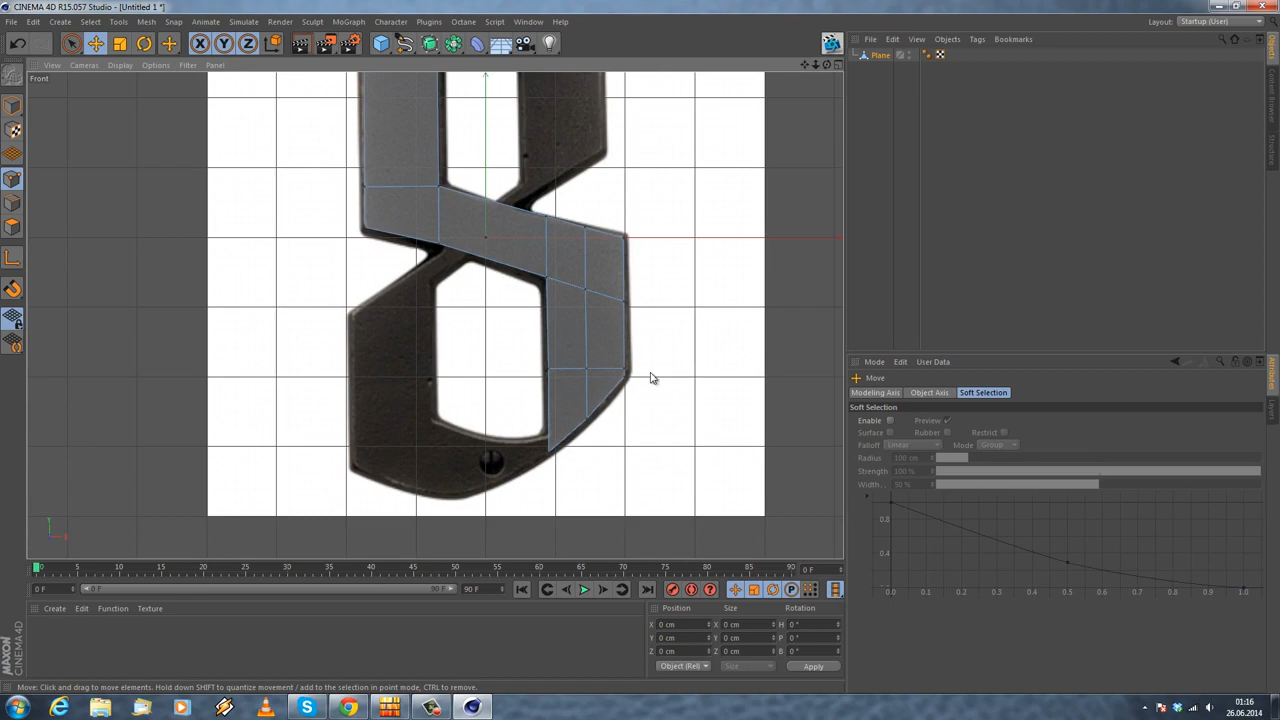 CINEMA 4D R15.057 Studio - [Untitled 1 *]
File Edit Create Select Tools Mesh Snap Animate Simulate Render Sculpt MoGraph Character Plugins Octane Script Window Help
Layout: Startup (User)
X Y Z
File Edit View Objects Tags Bookmarks
View Cameras Display Options Filter Panel
Front
Plane
Y
X
Objects
Content Browser
Structure
Mode Edit User Data
Move
Modeling Axis Object Axis Soft Selection
Soft Selection
Enable Preview
Surface Rubber Restrict
Falloff Linear Mode Group
Radius 100 cm
Strength 100 %
Width . . 50 %
0.8
0.4
0.0 0.1 0.2 0.3 0.4 0.5 0.6 0.7 0.8 0.9 1.0
Attributes
Layers
0 5 10 15 20 25 30 35 40 45 50 55 60 65 70 75 80 85 90 0 F
0 F 0 F 90 F 90 F
Create Edit Function Texture
Position Size Rotation
X 0 cm X 0 cm H 0 °
Y 0 cm Y 0 cm P 0 °
Z 0 cm Z 0 cm B 0 °
Object (Rel) Size Apply
MAXON
CINEMA 4D
Move: Click and drag to move elements. Hold down SHIFT to quantize movement / add to the selection in point mode, CTRL to remove.
DE
01:16
26.06.2014